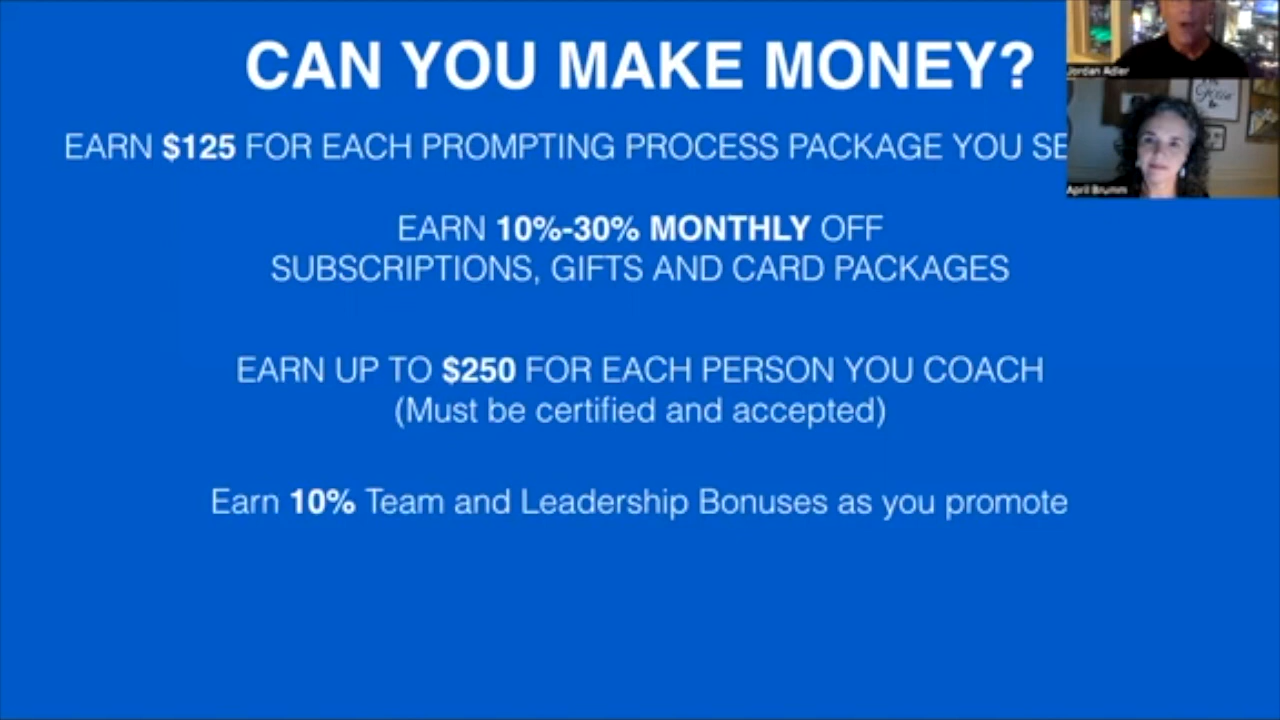 CAN YOU MAKE MONEY?
EARN $125 FOR EACH PROMPTING PROCESS PACKAGE YOU SE
EARN 10%-30% MONTHLY OFF
SUBSCRIPTIONS, GIFTS AND CARD PACKAGES
EARN UP TO $250 FOR EACH PERSON YOU COACH
(Must be certified and accepted)
Earn 10% Team and Leadership Bonuses as you promote
Jordan Adler
April Brumm